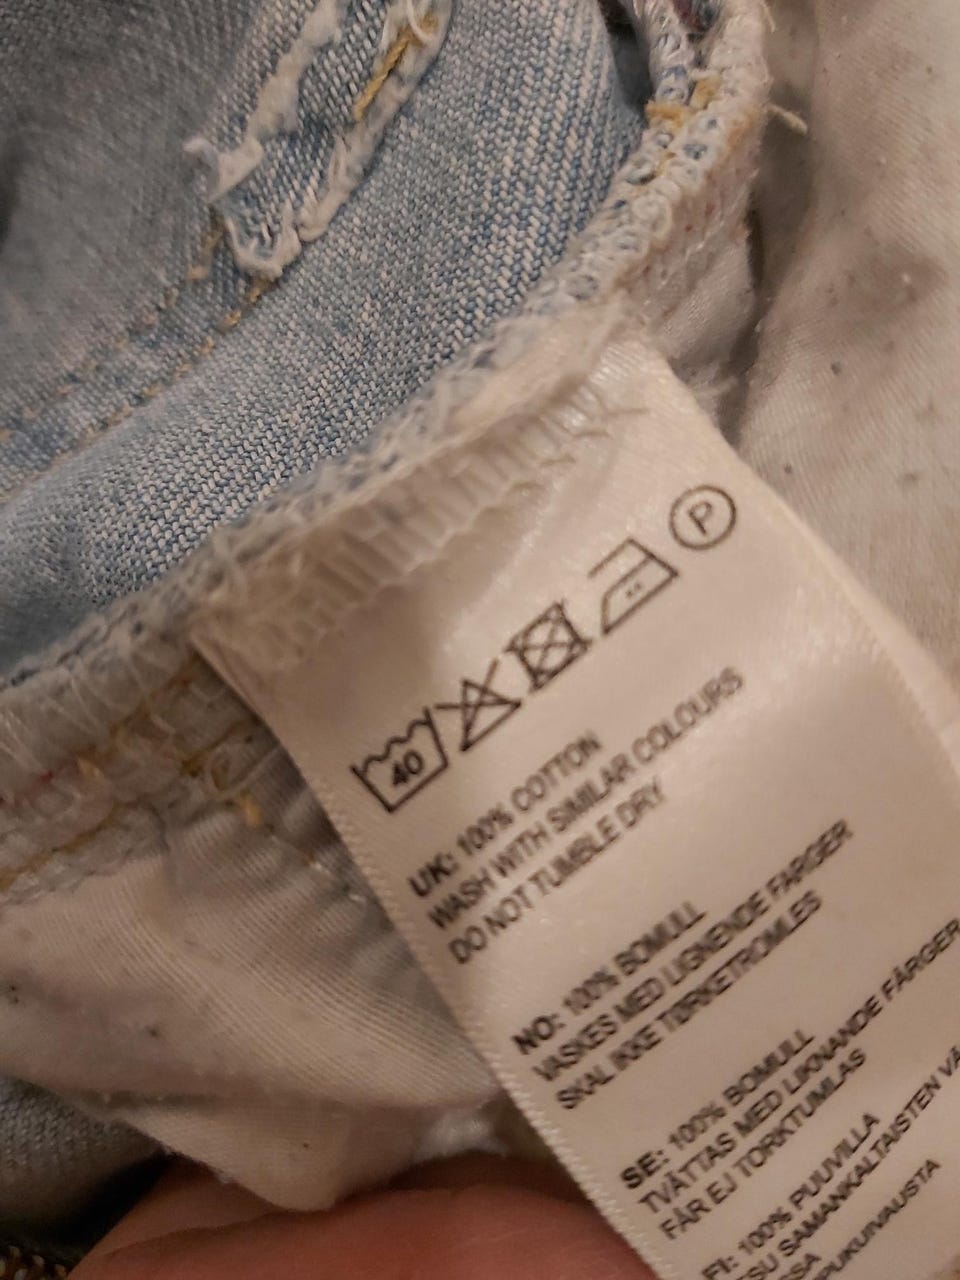 P
40
UK: 100% COTTON
WASH WITH SIMILAR COLOURS
DO NOT TUMBLE DRY
NO: 100% BOMULL
VASKES MED LIGNENDE FARGER
SKAL IKKE TØRKETROMLES
SE: 100% BOMULL
TVÄTTAS MED LIKNANDE FÄRGER
FÅR EJ TORKTUMLAS
FI: 100% PUUVILLA
SAMANKALTAISTEN